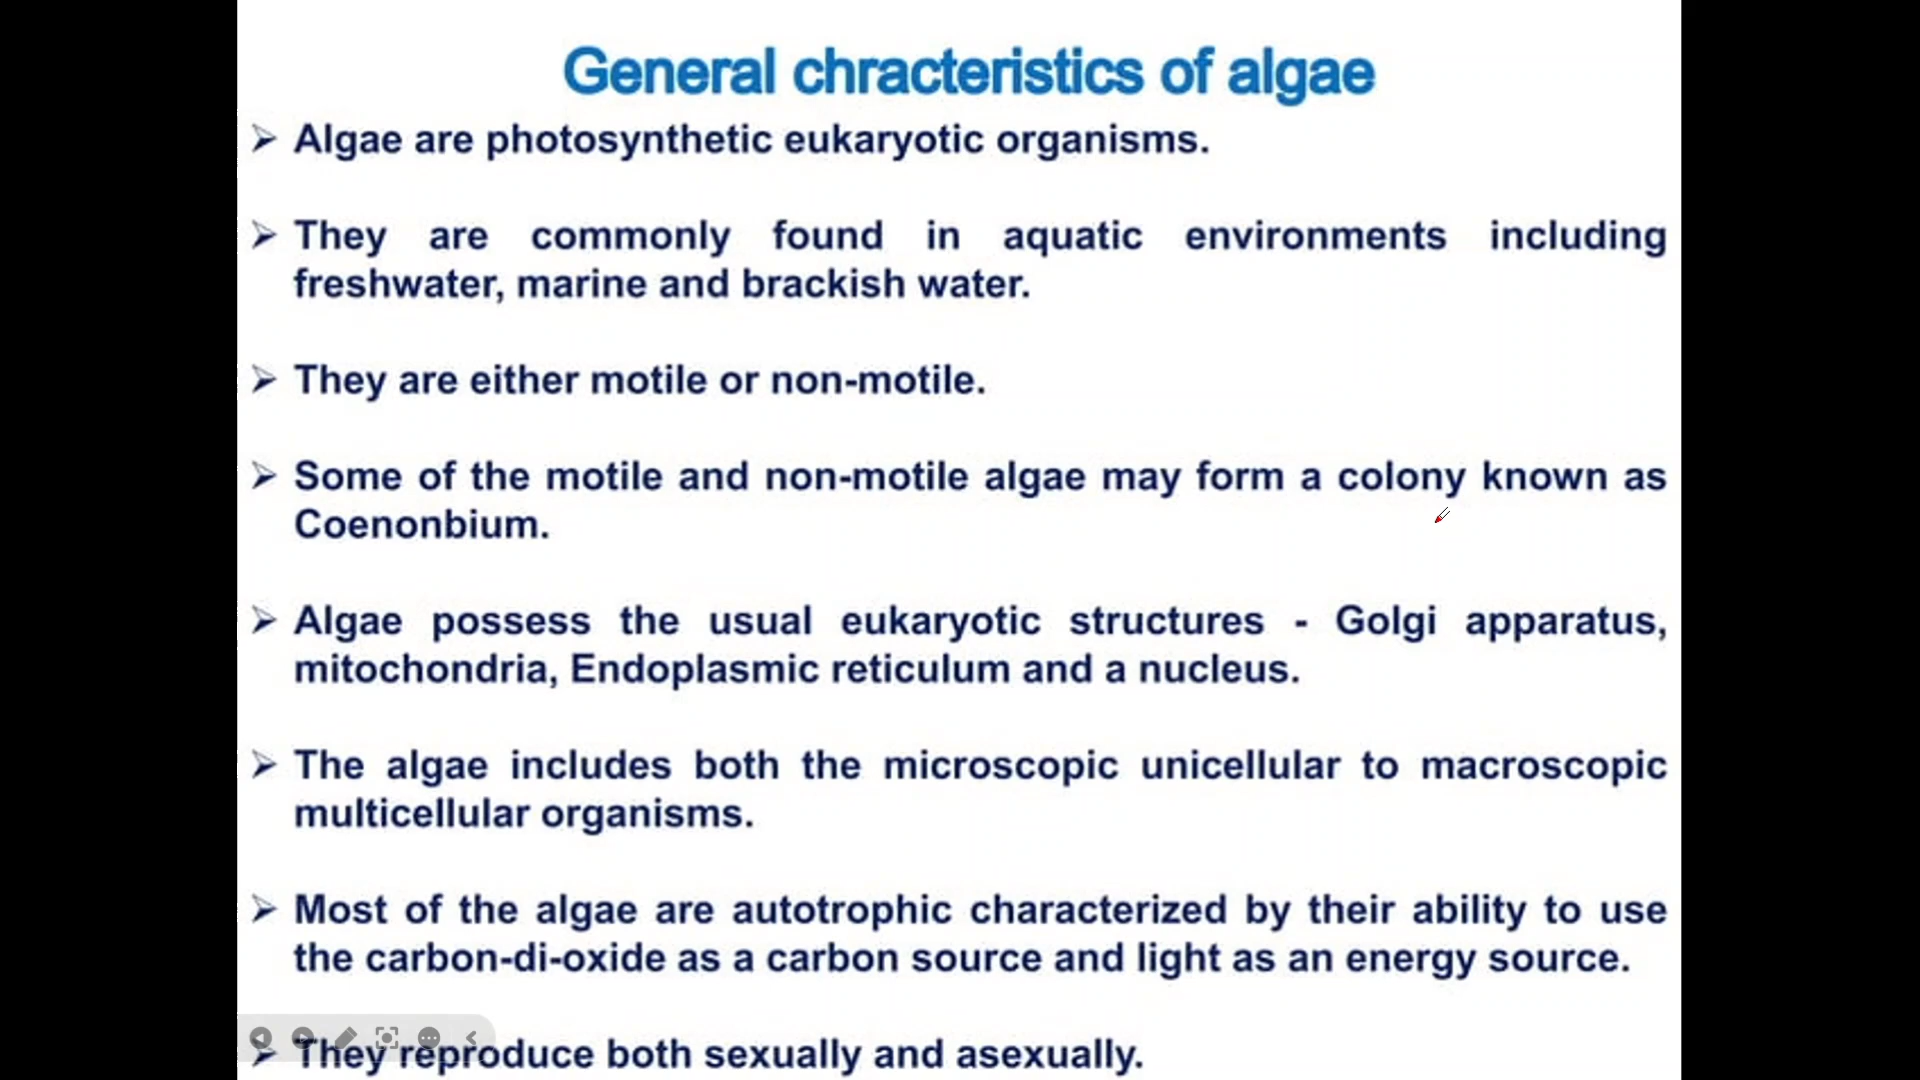 General chracteristics of algae
Algae are photosynthetic eukaryotic organisms.
They are commonly found in aquatic environments including
freshwater, marine and brackish water.
They are either motile or non-motile.
Some of the motile and non-motile algae may form a colony known as
Coenonbium.
Algae possess the usual eukaryotic structures - Golgi apparatus,
mitochondria, Endoplasmic reticulum and a nucleus.
The algae includes both the microscopic unicellular to macroscopic
multicellular organisms.
Most of the algae are autotrophic characterized by their ability to use
the carbon-di-oxide as a carbon source and light as an energy source.
They reproduce both sexually and asexually.